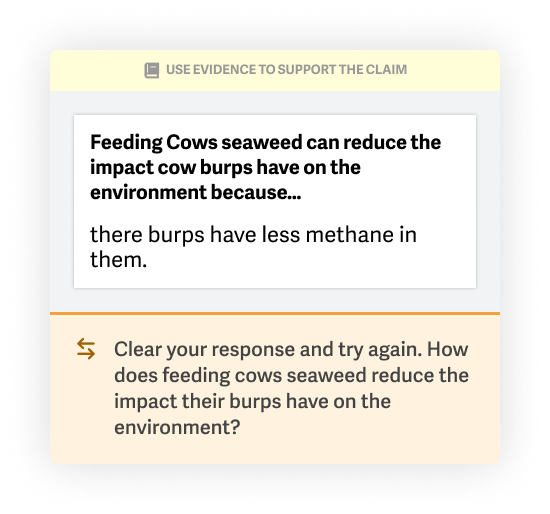 USE EVIDENCE TO SUPPORT THE CLAIM
Feeding Cows seaweed can reduce the
impact cow burps have on the
environment because...
there burps have less methane in
them.
Clear your response and try again. How
does feeding cows seaweed reduce the
impact their burps have on the
environment?